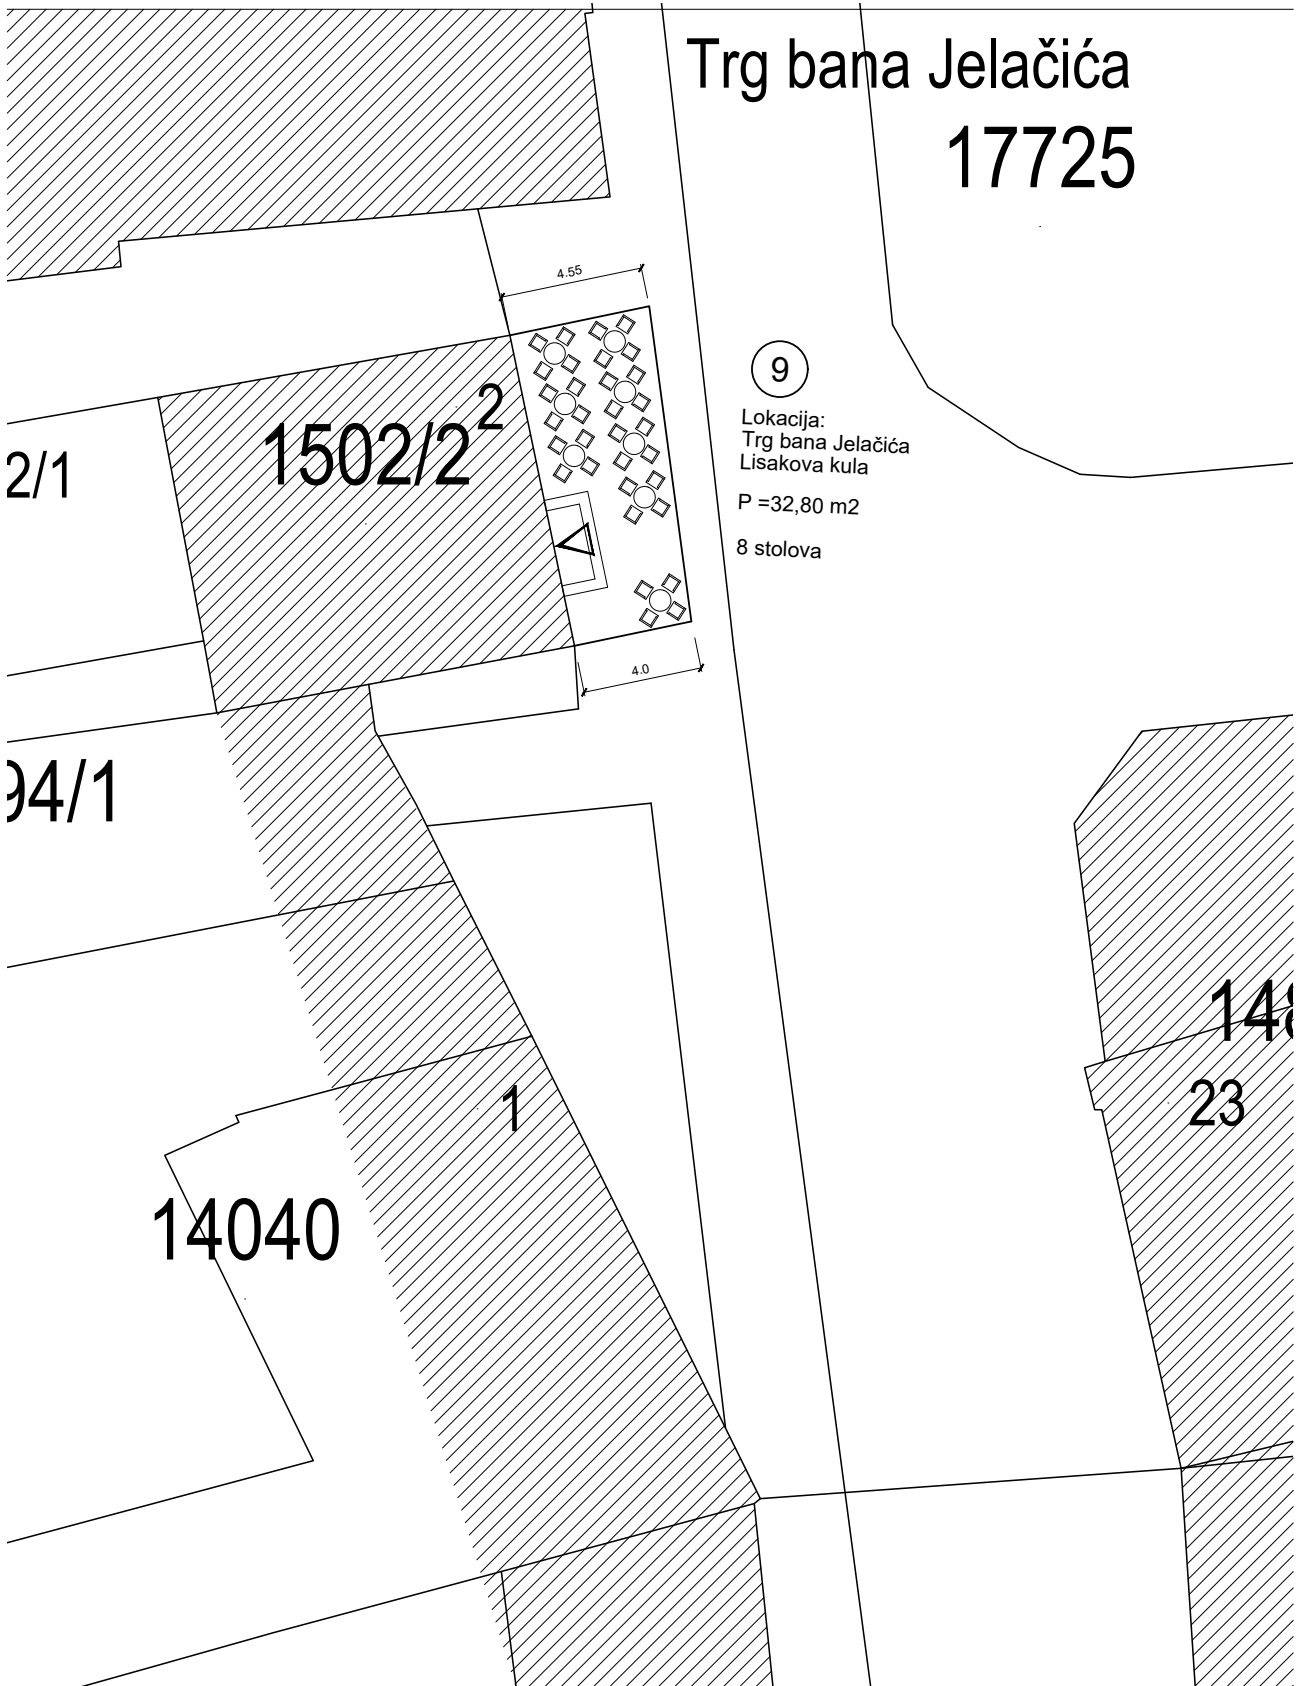 Trg bana Jelačića
17725
4.55
9
Lokacija:
Trg bana Jelačića
Lisakova kula
P =32,80 m2
8 stolova
2
1502/2
2/1
4.0
94/1
148
23
1
14040